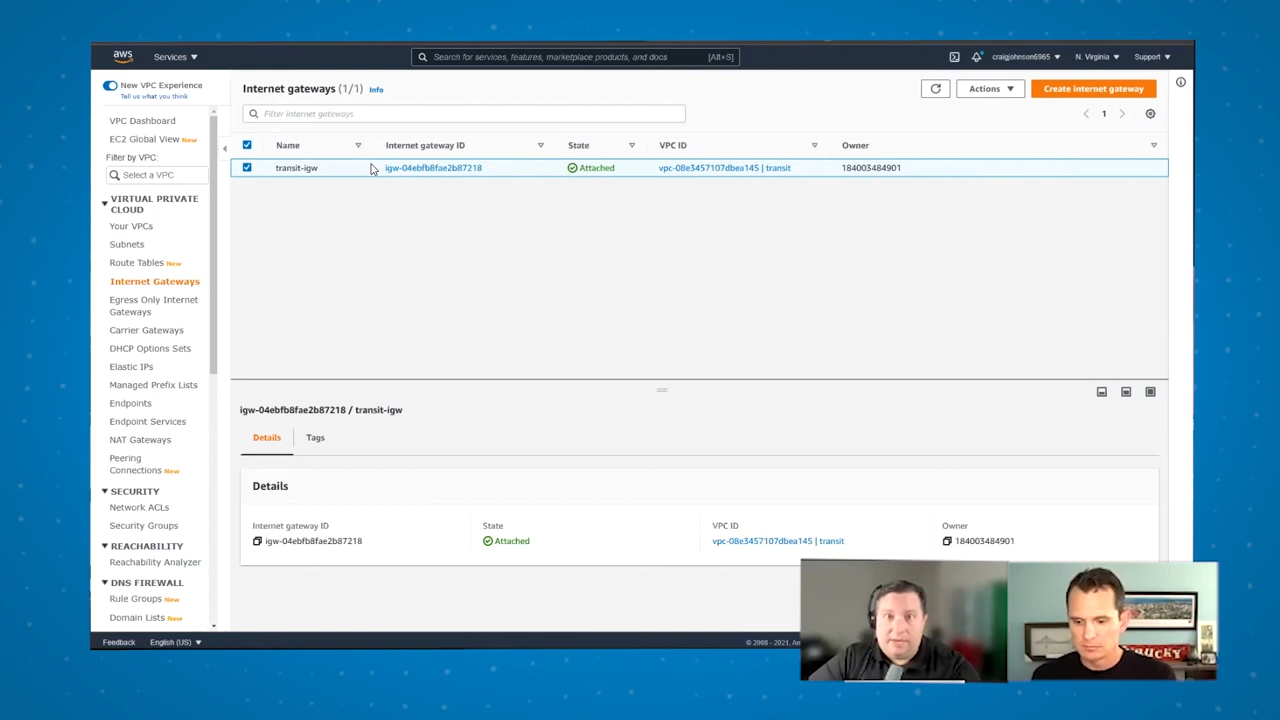 aws
Services
Search for services, features, marketplace products, and docs [Alt+S]
craigjohnson6965
N. Virginia
Support
New VPC Experience
Tell us what you think
VPC Dashboard
EC2 Global View New
Filter by VPC:
Select a VPC
VIRTUAL PRIVATE
CLOUD
Your VPCs
Subnets
Route Tables New
Internet Gateways
Egress Only Internet
Gateways
Carrier Gateways
DHCP Options Sets
Elastic IPs
Managed Prefix Lists
Endpoints
Endpoint Services
NAT Gateways
Peering
Connections New
SECURITY
Network ACLs
Security Groups
REACHABILITY
Reachability Analyzer
DNS FIREWALL
Rule Groups New
Domain Lists New
Internet gateways (1/1) Info
Actions
Create internet gateway
Filter internet gateways
1
Name Internet gateway ID State VPC ID Owner
transit-igw igw-04ebfb8fae2b87218 Attached vpc-08e3457107dbea145 | transit 184003484901
igw-04ebfb8fae2b87218 / transit-igw
Details Tags
Details
Internet gateway ID State VPC ID Owner
igw-04ebfb8fae2b87218 Attached vpc-08e3457107dbea145 | transit 184003484901
Feedback English (US) © 2008 - 2021,